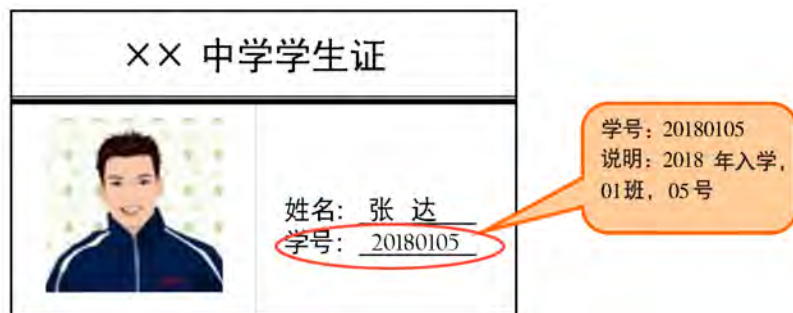 ×× 中学学生证
姓名: 张 达
学号: 20180105
学号: 20180105
说明: 2018 年入学,
01班, 05号